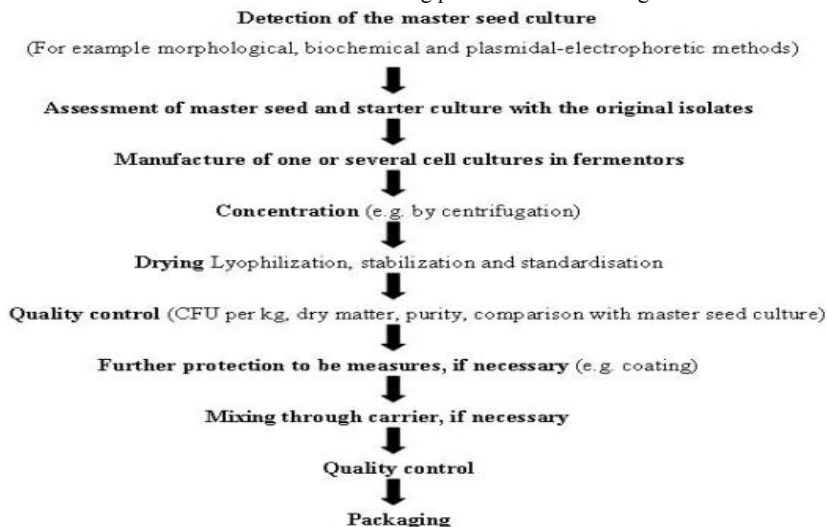 Detection of the master seed culture
(For example morphological, biochemical and plasmidal-electrophoretic methods)
Assessment of master seed and starter culture with the original isolates
Manufacture of one or several cell cultures in fermentors
Concentration (e.g. by centrifugation)
Drying Lyophilization, stabilization and standardisation
Quality control (CFU per kg, dry matter, purity, comparison with master seed culture)
Further protection to be measures, if necessary (e.g. coating)
Mixing through carrier, if necessary
Quality control
Packaging